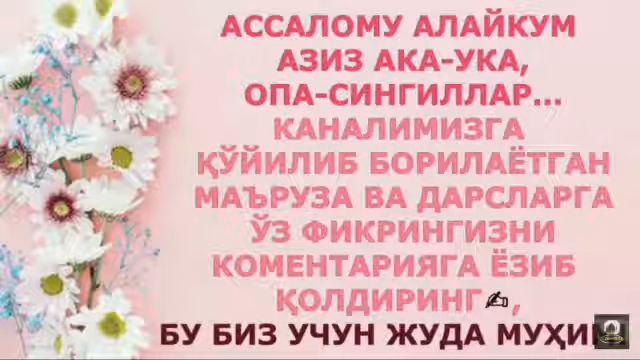 АССАЛОМУ АЛАЙКУМ
АЗИЗ АКА-УКА,
ОПА-СИНГИЛЛАР...
КАНАЛИМИЗГА
ҚЎЙИЛИБ БОРИЛАЁТГАН
МАЪРУЗА ВА ДАРСЛАРГА
ЎЗ ФИКРИНГИЗНИ
КОМЕНТАРИЯГА ЁЗИБ
ҚОЛДИРИНГ✍,
БУ БИЗ УЧУН ЖУДА